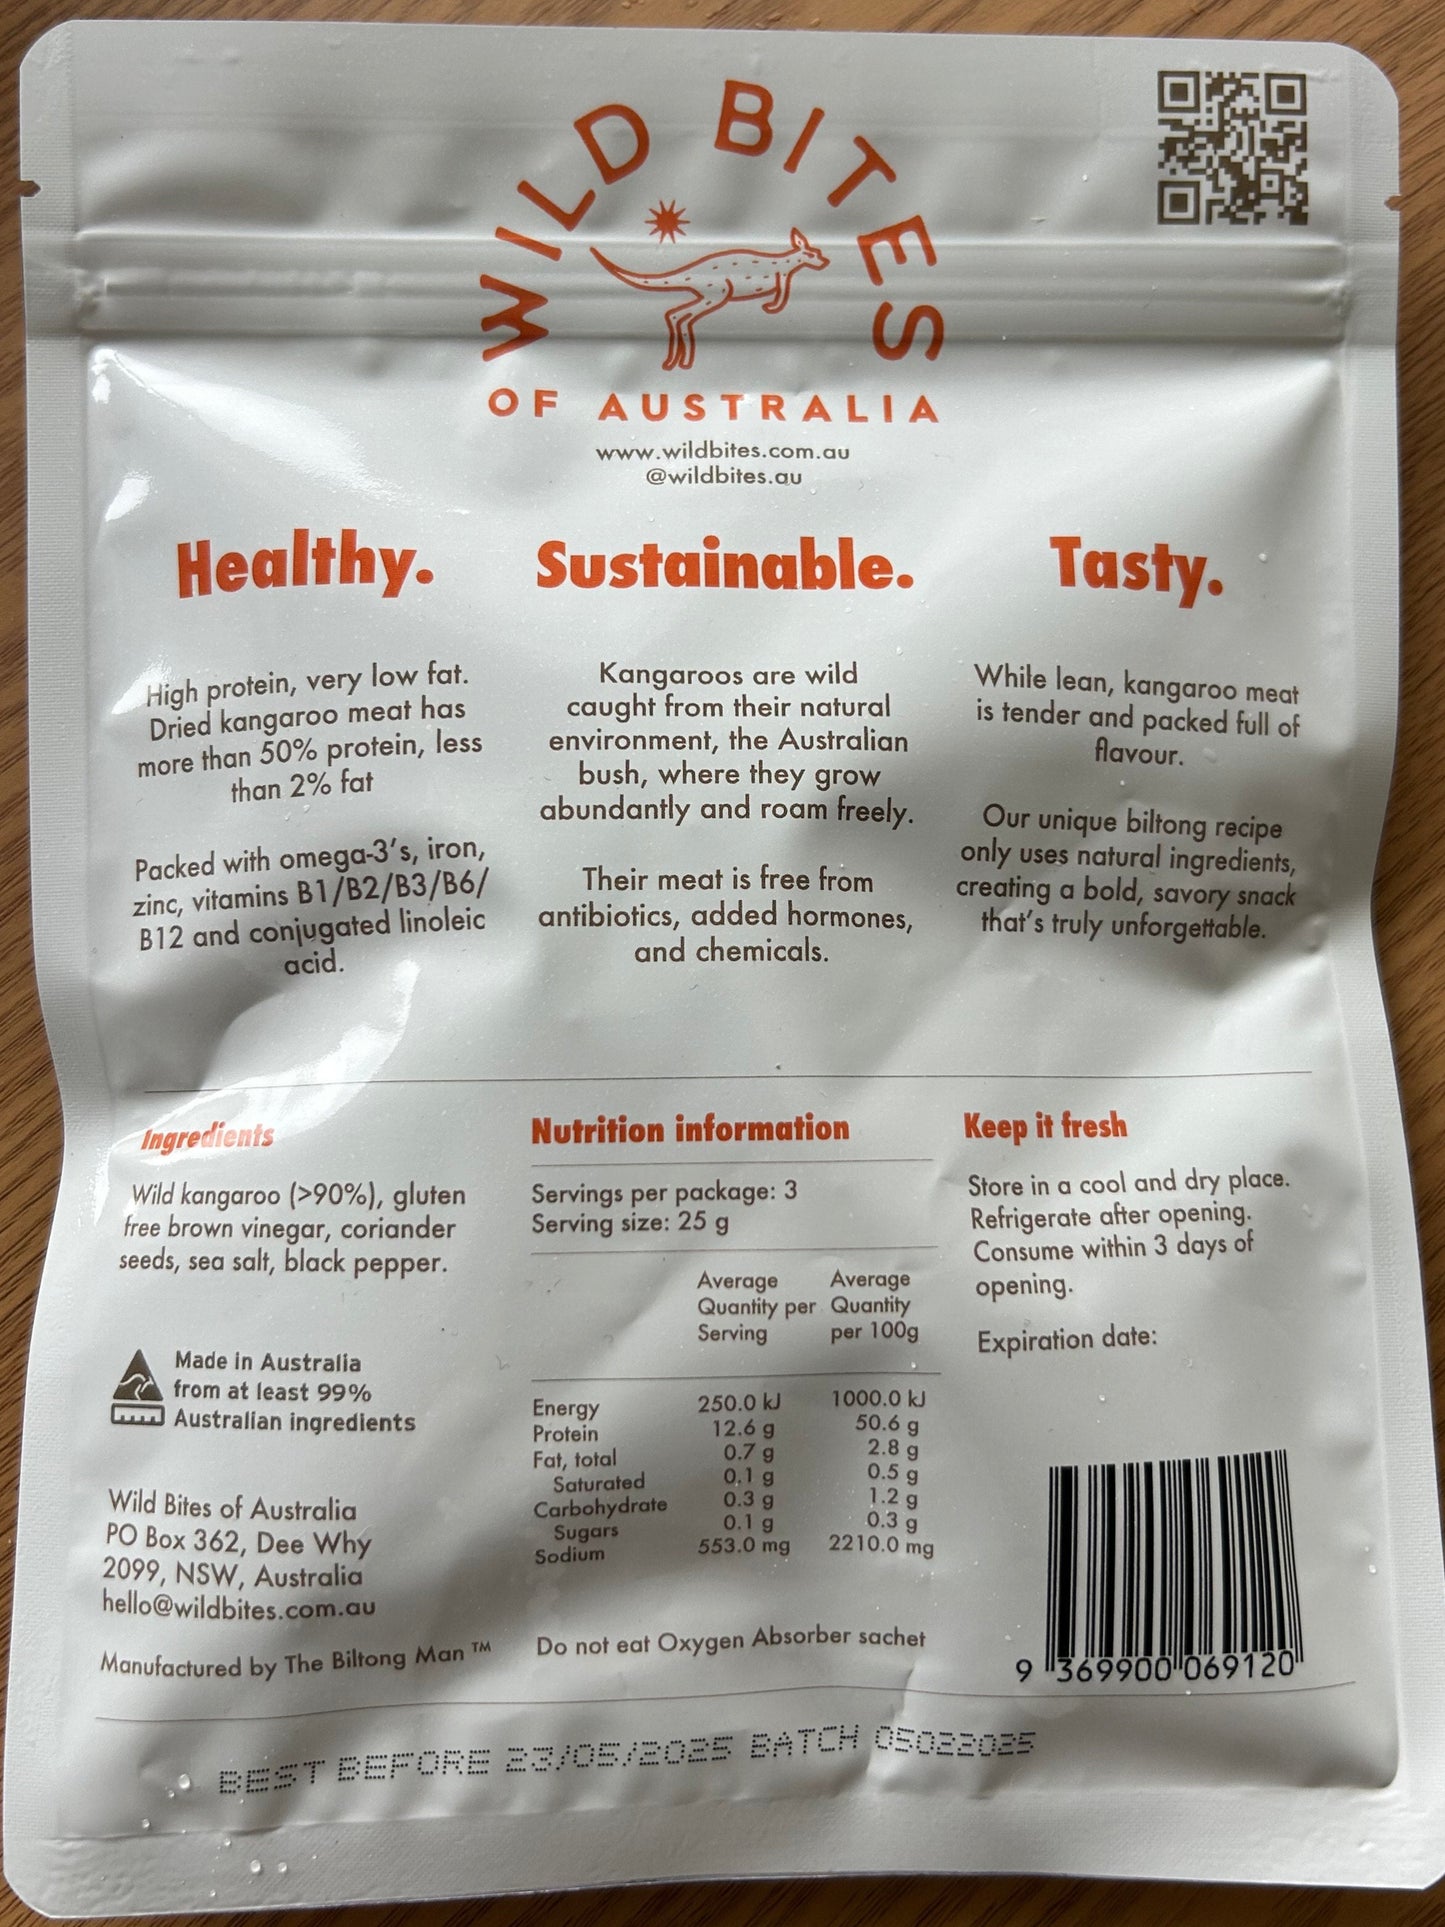 WILD BITES
OF AUSTRALIA
www.wildbites.com.au
@wildbites.au
Healthy.
High protein, very low fat.
Dried kangaroo meat has
more than 50% protein, less
than 2% fat
Packed with omega-3's, iron,
zinc, vitamins B1/B2/B3/B6/
B12 and conjugated linoleic
acid.
Sustainable.
Kangaroos are wild
caught from their natural
environment, the Australian
bush, where they grow
abundantly and roam freely.
Their meat is free from
antibiotics, added hormones,
and chemicals.
Tasty.
While lean, kangaroo meat
is tender and packed full of
flavour.
Our unique biltong recipe
only uses natural ingredients,
creating a bold, savory snack
that's truly unforgettable.
Ingredients
Wild kangaroo (>90%), gluten
free brown vinegar, coriander
seeds, sea salt, black pepper.
Made in Australia
from at least 99%
Australian ingredients
Wild Bites of Australia
PO Box 362, Dee Why
2099, NSW, Australia
hello@wildbites.com.au
Manufactured by The Biltong Man ™
Nutrition information
Servings per package: 3
Serving size: 25 g
Average Average
Quantity per Quantity
Serving per 100g
Energy 250.0 kJ 1000.0 kJ
Protein 12.6 g 50.6 g
Fat, total 0.7 g 2.8 g
Saturated 0.1 g 0.5 g
Carbohydrate 0.3 g 1.2 g
Sugars 0.1 g 0.3 g
Sodium 553.0 mg 2210.0 mg
Do not eat Oxygen Absorber sachet
Keep it fresh
Store in a cool and dry place.
Refrigerate after opening.
Consume within 3 days of
opening.
Expiration date:
9 369900 069120
BEST BEFORE 23/05/2025 BATCH 05022025